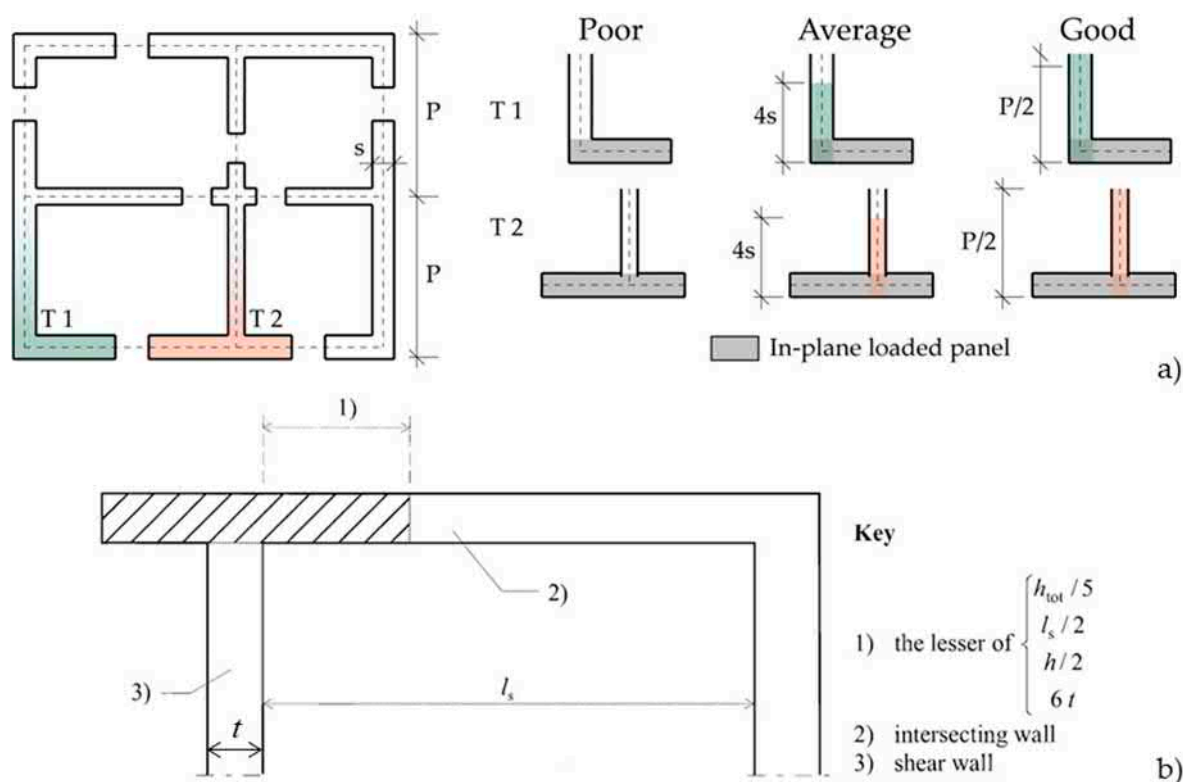 Poor Average Good
P
s
T 1
4s
P/2
P
T 2
4s
P/2
T 1 T 2
In-plane loaded panel
a)
1)
2)
3)
t
l_s
Key
1) the lesser of
h_tot /5
l_s /2
h/2
6 t
2) intersecting wall
3) shear wall
b)